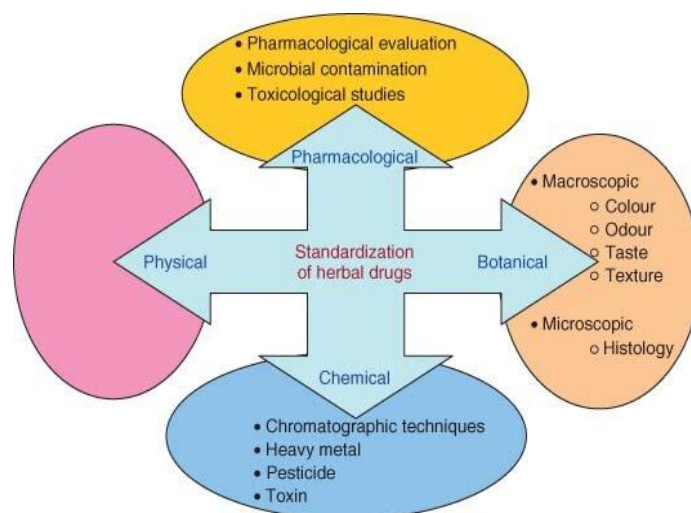 • Pharmacological evaluation
• Microbial contamination
• Toxicological studies
Pharmacological
Physical
Standardization
of herbal drugs
Botanical
• Macroscopic
○ Colour
○ Odour
○ Taste
○ Texture
• Microscopic
○ Histology
Chemical
• Chromatographic techniques
• Heavy metal
• Pesticide
• Toxin